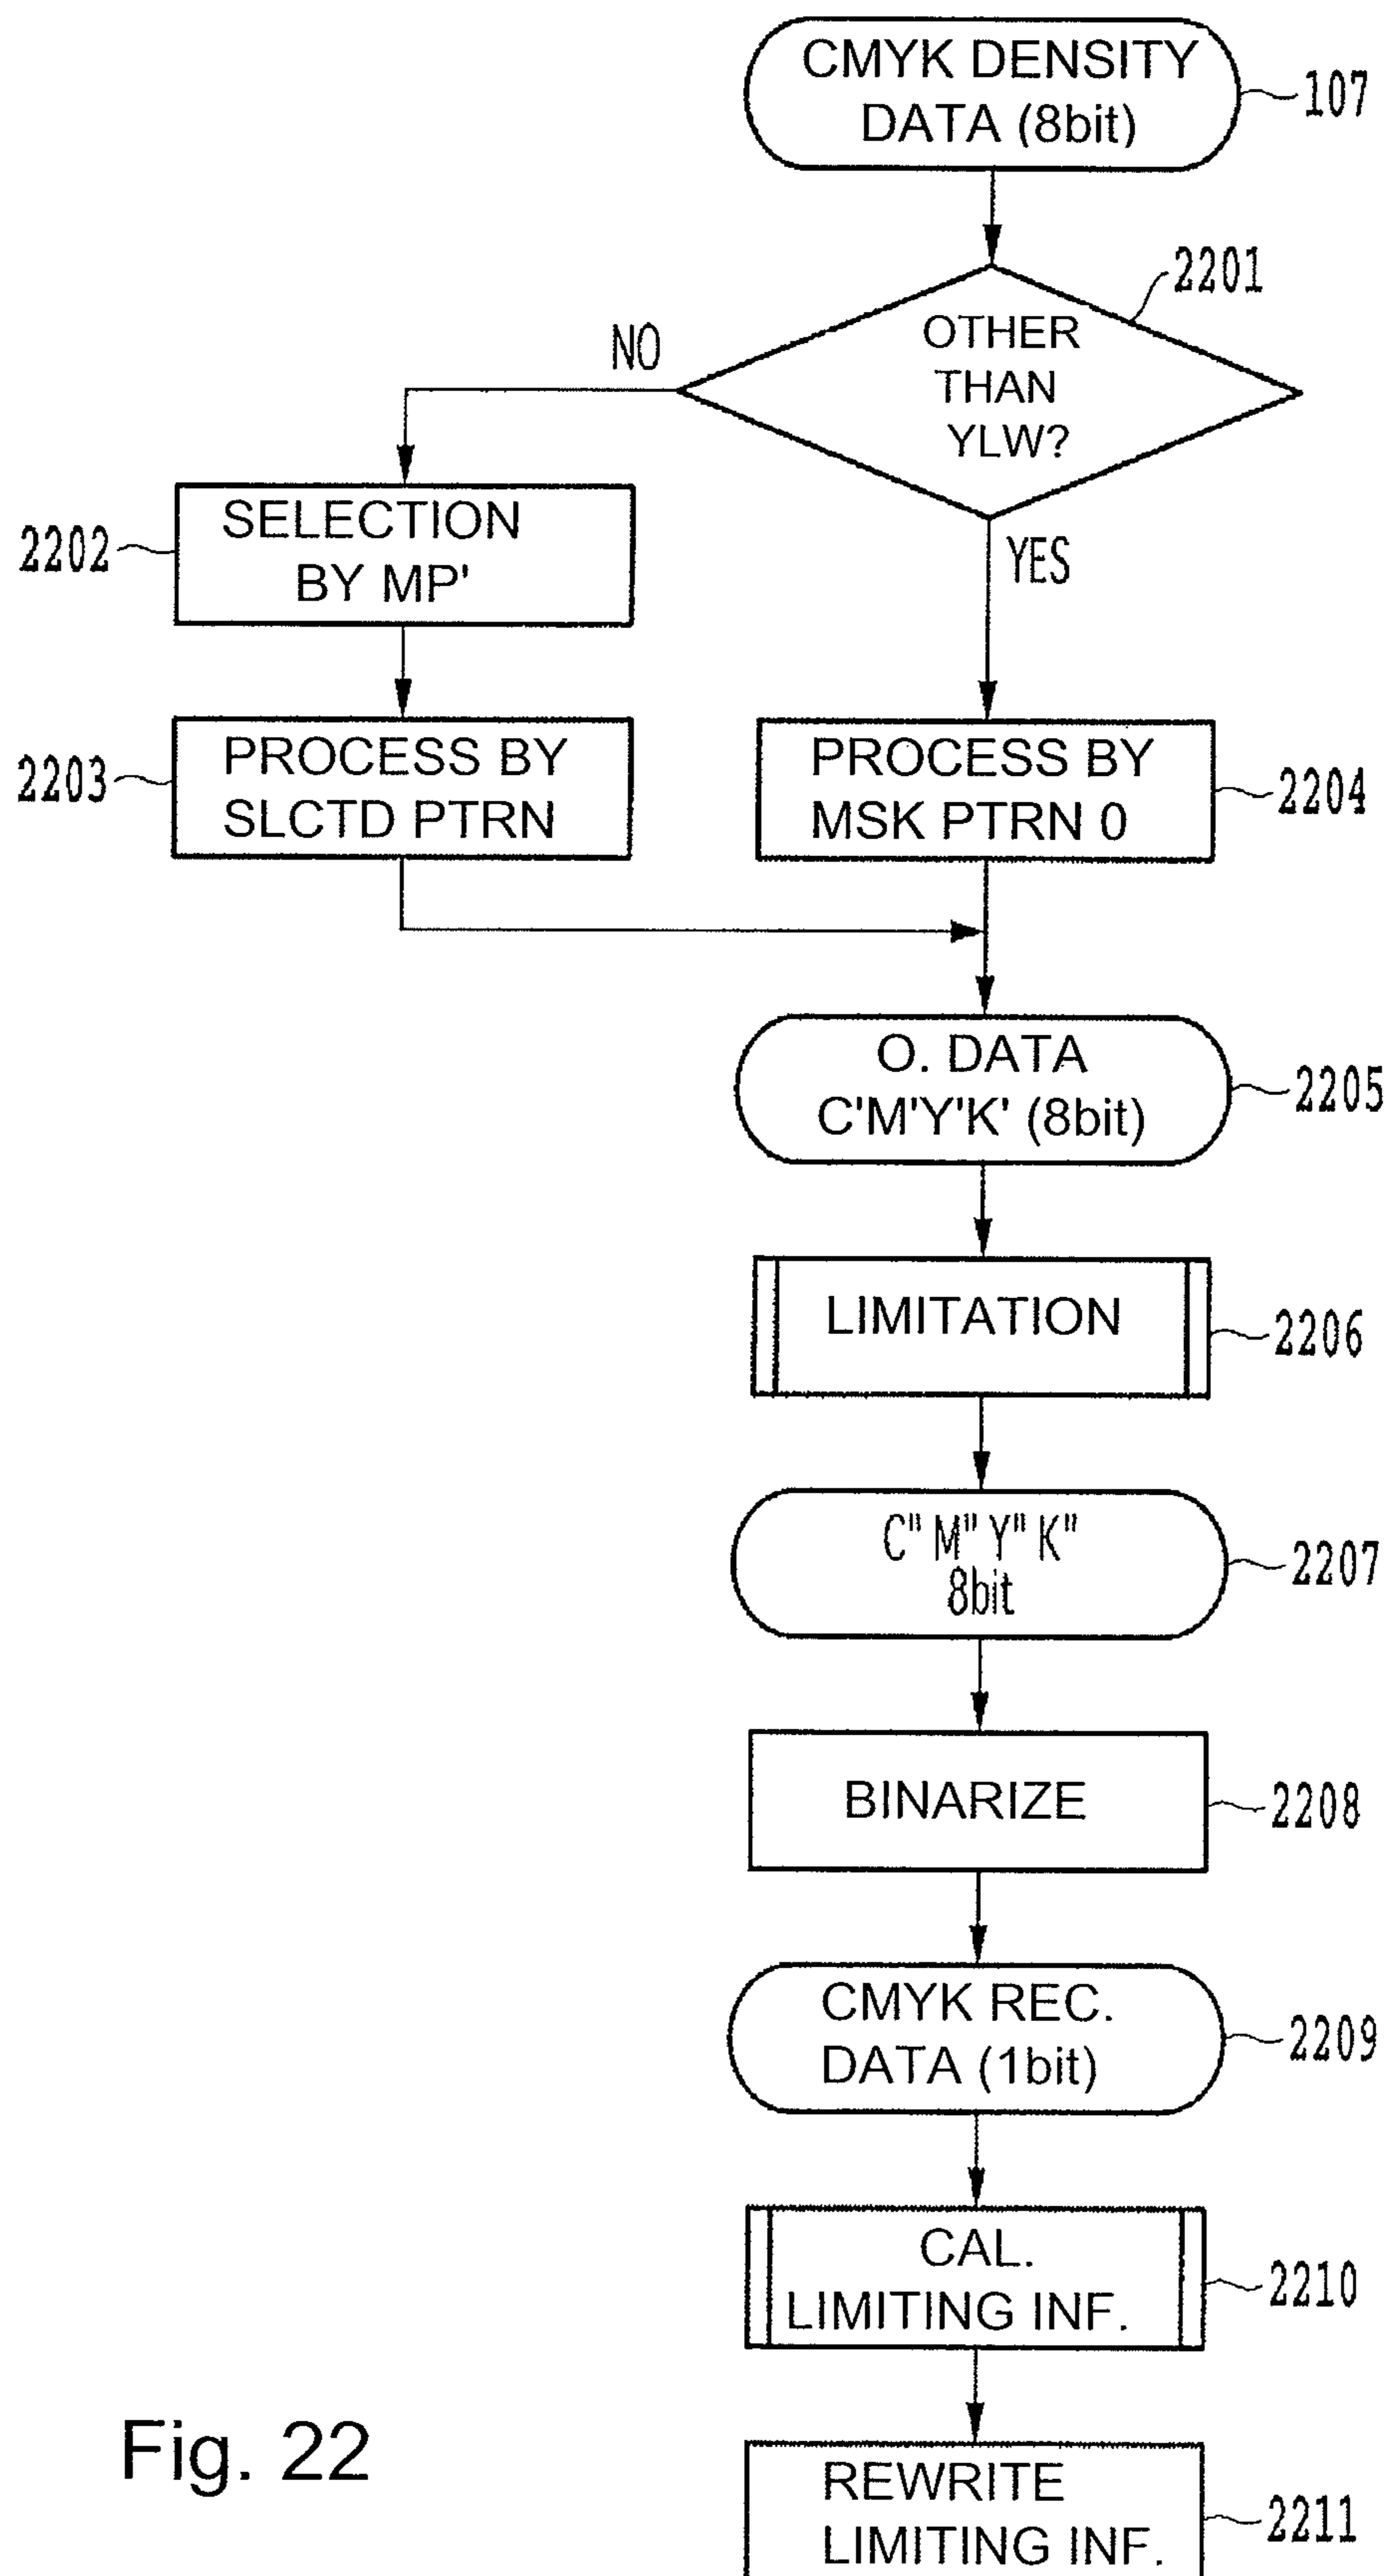 CMYK DENSITY
DATA (8bit)
107
2201
OTHER
THAN
YLW?
NO
YES
2202
SELECTION
BY MP'
2203
PROCESS BY
SLCTD PTRN
PROCESS BY
MSK PTRN 0
2204
O. DATA
C'M'Y'K' (8bit)
2205
LIMITATION
2206
C" M" Y" K"
8bit
2207
BINARIZE
2208
CMYK REC.
DATA (1bit)
2209
CAL.
LIMITING INF.
2210
REWRITE
LIMITING INF.
2211
Fig. 22